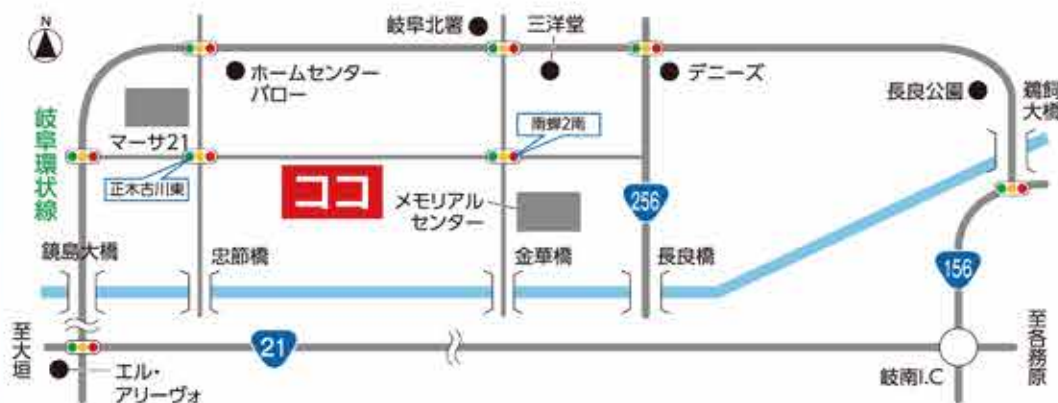 N
岐阜北署
三洋堂
ホームセンター
バロー
デニーズ
長良公園
鵜飼
大橋
岐阜環状線
マーサ21
正木古川東
南蝉2南
ココ
メモリアル
センター
256
鏡島大橋
忠節橋
金華橋
長良橋
156
至大垣
21
至各務原
エル・
アリーヴォ
岐南I.C